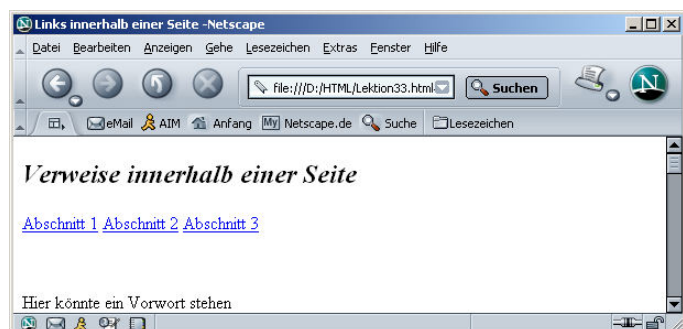 Links innerhalb einer Seite -Netscape
Datei Bearbeiten Anzeigen Gehe Lesezeichen Extras Fenster Hilfe
file:///D:/HTML/Lektion33.html Suchen
N
eMail AIM Anfang My Netscape.de Suche Lesezeichen
Verweise innerhalb einer Seite
Abschnitt 1 Abschnitt 2 Abschnitt 3
Hier könnte ein Vorwort stehen